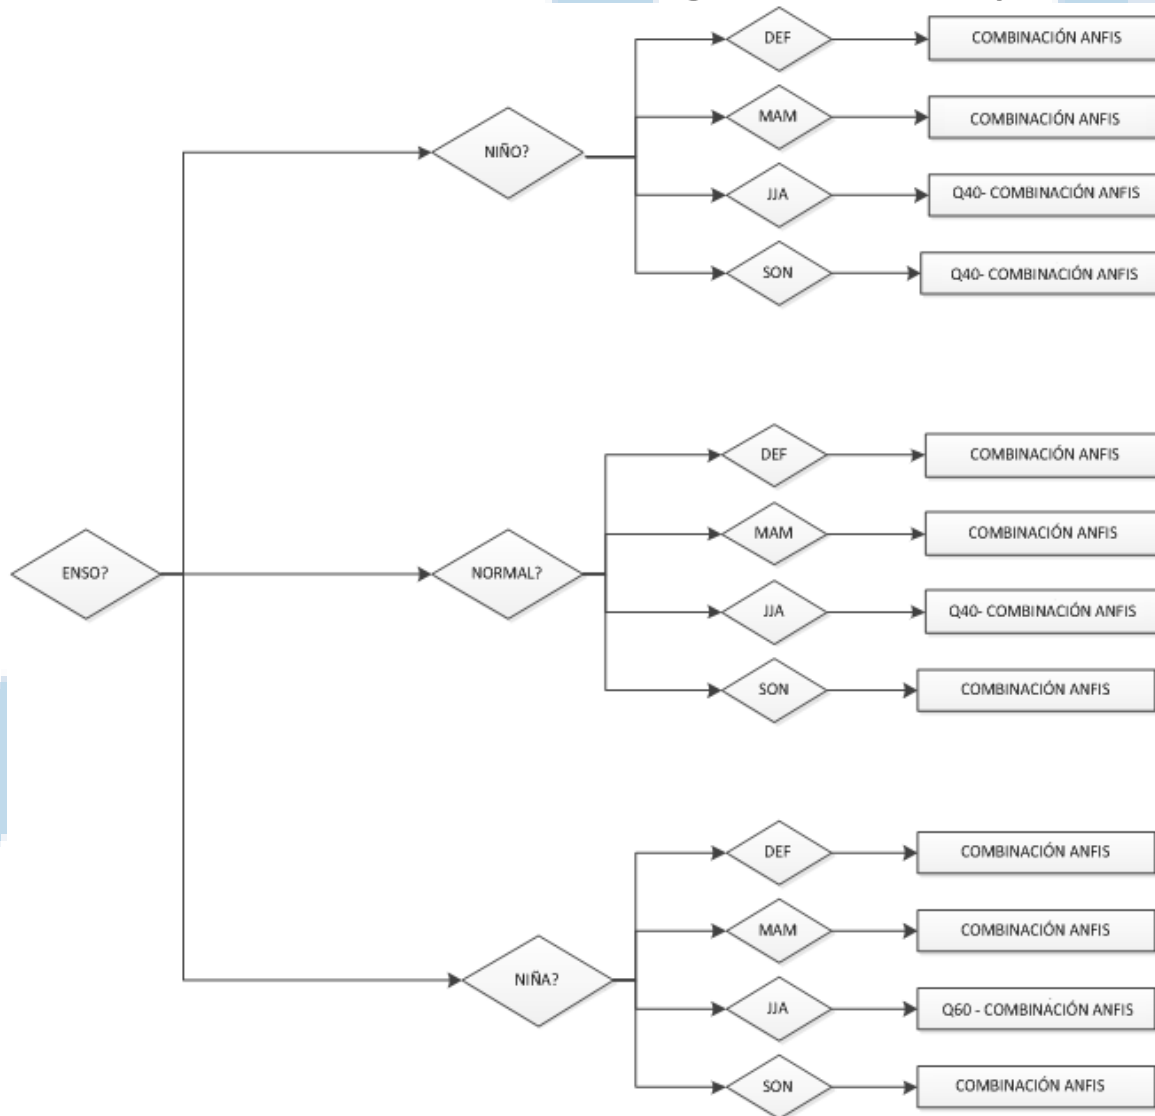 DEF
COMBINACIÓN ANFIS
MAM
COMBINACIÓN ANFIS
NIÑO?
JJA
Q40- COMBINACIÓN ANFIS
SON
Q40- COMBINACIÓN ANFIS
DEF
COMBINACIÓN ANFIS
MAM
COMBINACIÓN ANFIS
ENSO?
NORMAL?
JJA
Q40- COMBINACIÓN ANFIS
SON
COMBINACIÓN ANFIS
DEF
COMBINACIÓN ANFIS
MAM
COMBINACIÓN ANFIS
NIÑA?
JJA
Q60 - COMBINACIÓN ANFIS
SON
COMBINACIÓN ANFIS